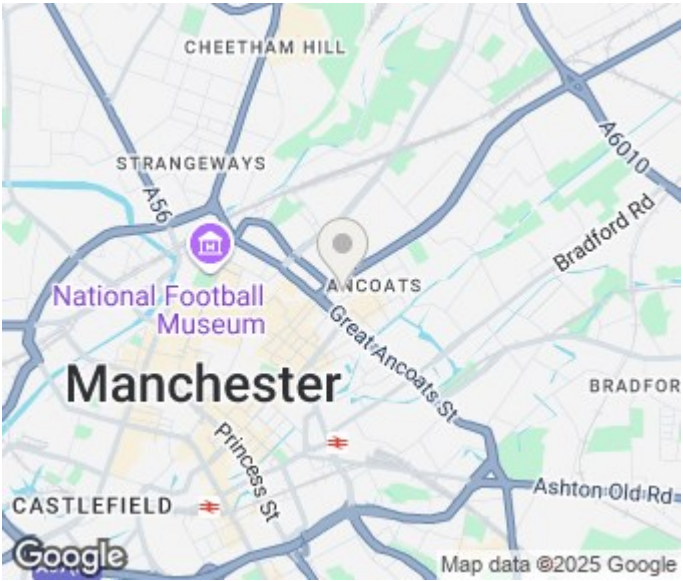 CHEETHAM HILL
STRANGEWAYS
A56
A6010
Bradford Rd
National Football
Museum
ANCOATS
Great Ancoats St
Manchester
BRADFOR
Princess St
CASTLEFIELD
Ashton Old Rd
Google
Map data ©2025 Google